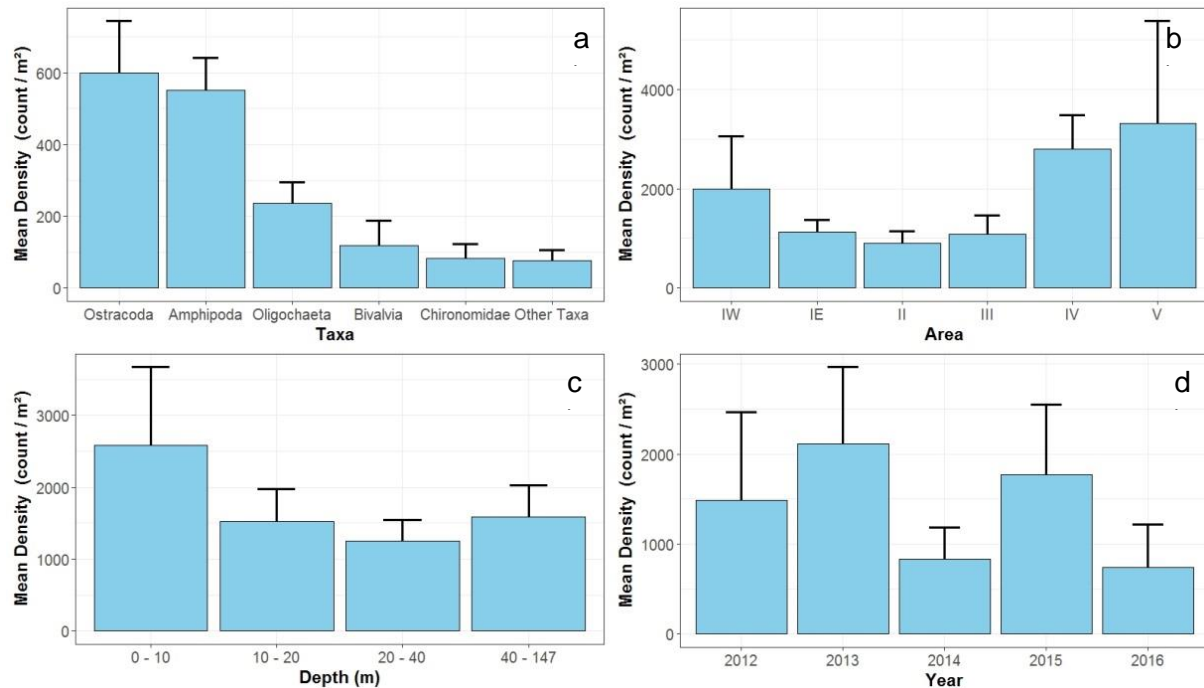 a
Mean Density (count / m²)
600
400
200
0
Ostracoda Amphipoda Oligochaeta Bivalvia Chironomidae Other Taxa
Taxa
b
Mean Density (count / m²)
4000
2000
0
IW IE II III IV V
Area
c
Mean Density (count / m²)
3000
2000
1000
0
0 - 10 10 - 20 20 - 40 40 - 147
Depth (m)
d
Mean Density (count / m²)
3000
2000
1000
0
2012 2013 2014 2015 2016
Year